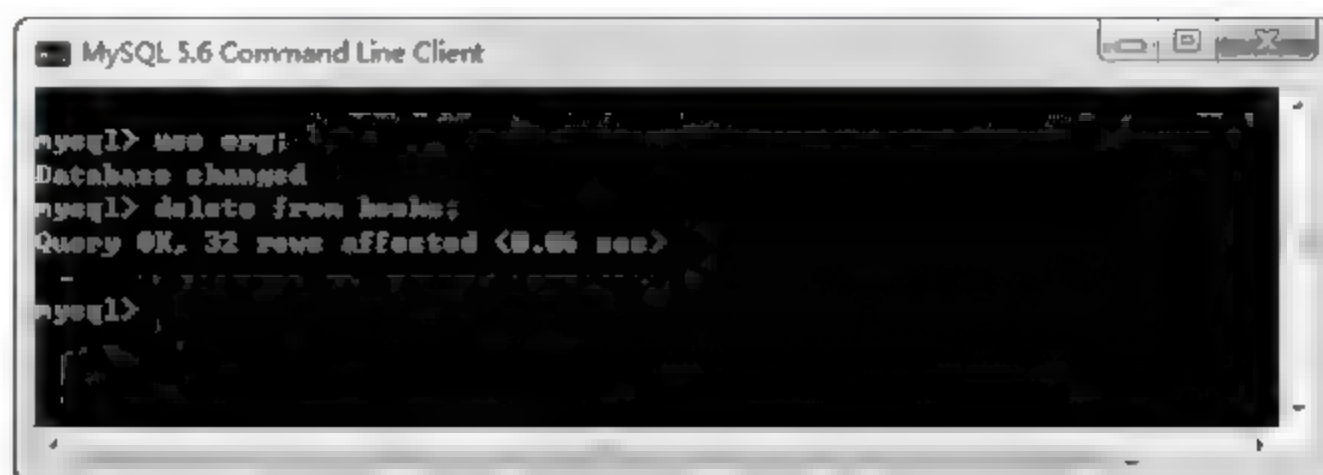 MySQL 5.6 Command Line Client
mysql> use org;
Database changed
mysql> delete from books;
Query OK, 32 rows affected (0.06 sec)
mysql>